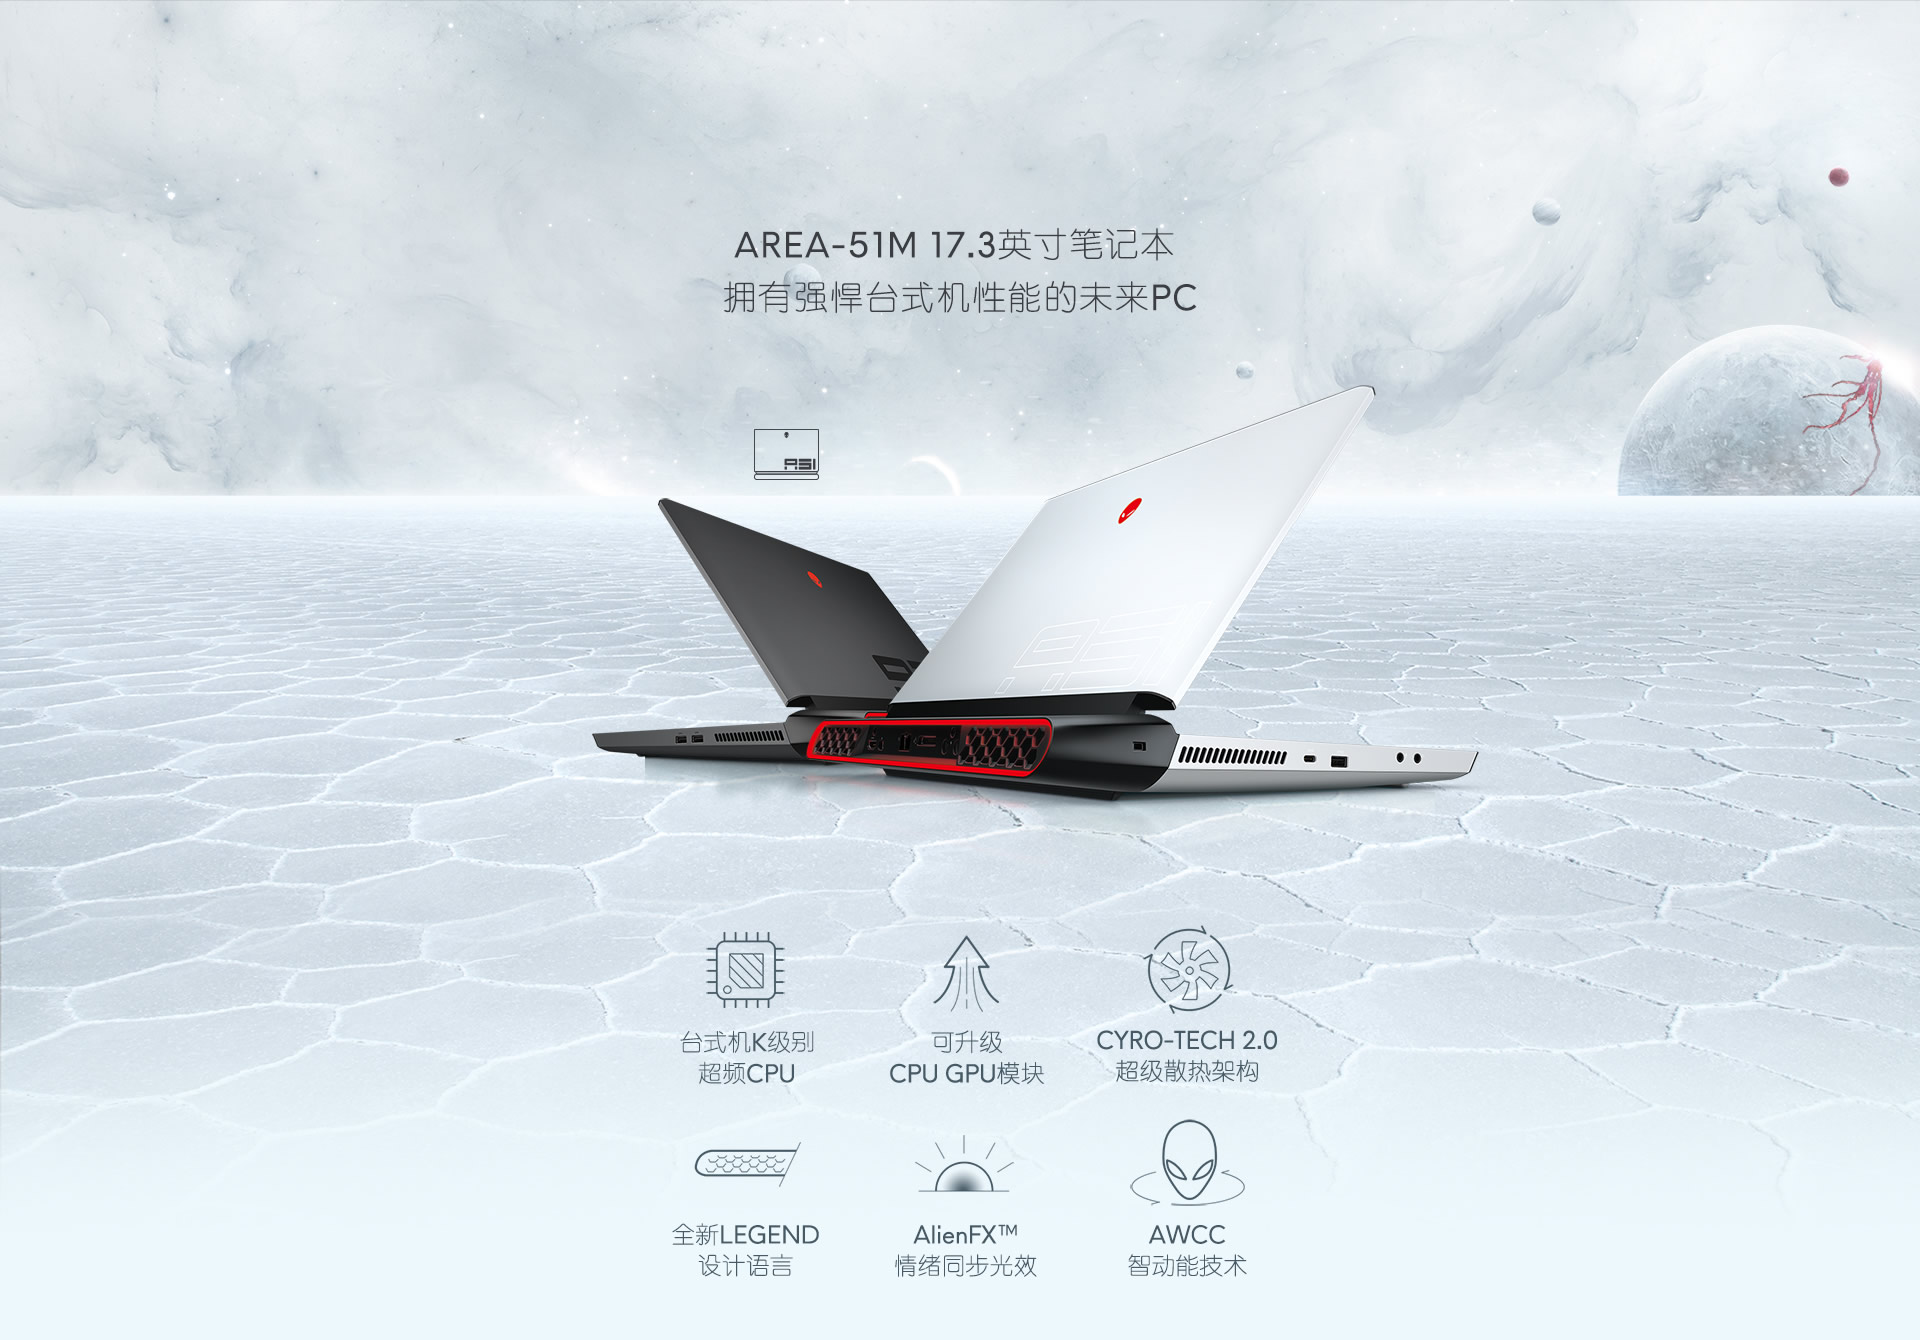 AREA-51M 17.3英寸笔记本
拥有强悍台式机性能的未来PC
A51
A51
A51
台式机K级别
超频CPU
可升级
CPU GPU模块
CYRO-TECH 2.0
超级散热架构
全新LEGEND
设计语言
AlienFX™
情绪同步光效
AWCC
智动能技术